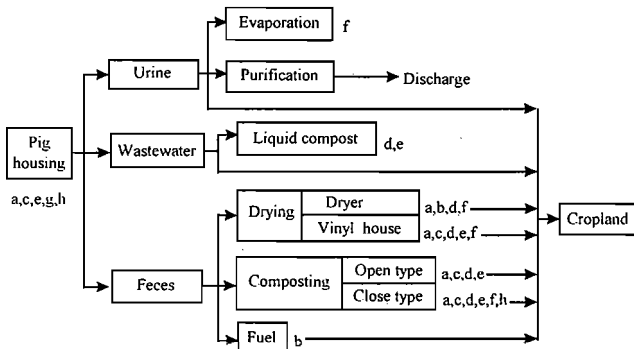 Evaporation f
Urine
Purification
Discharge
Pig
housing
a,c,e,g,h
Wastewater
Liquid compost
d,e
Drying
Dryer
a,b,d,f
Vinyl house
a,c,d,e,f
Cropland
Feces
Composting
Open type
a,c,d,e
Close type
a,c,d,e,f,h
Fuel b